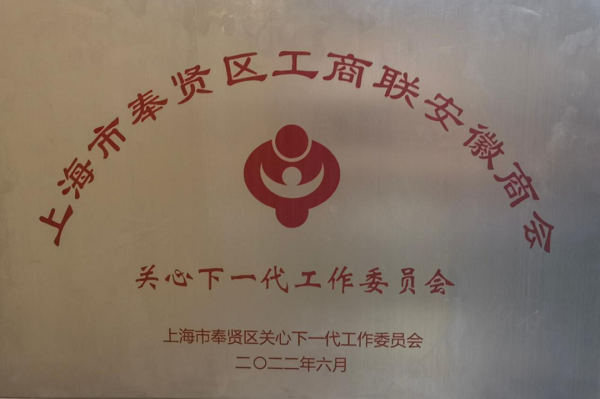 上海市奉贤区工商联安徽商会
关心下一代工作委员会
上海市奉贤区关心下一代工作委员会
二〇二二年六月